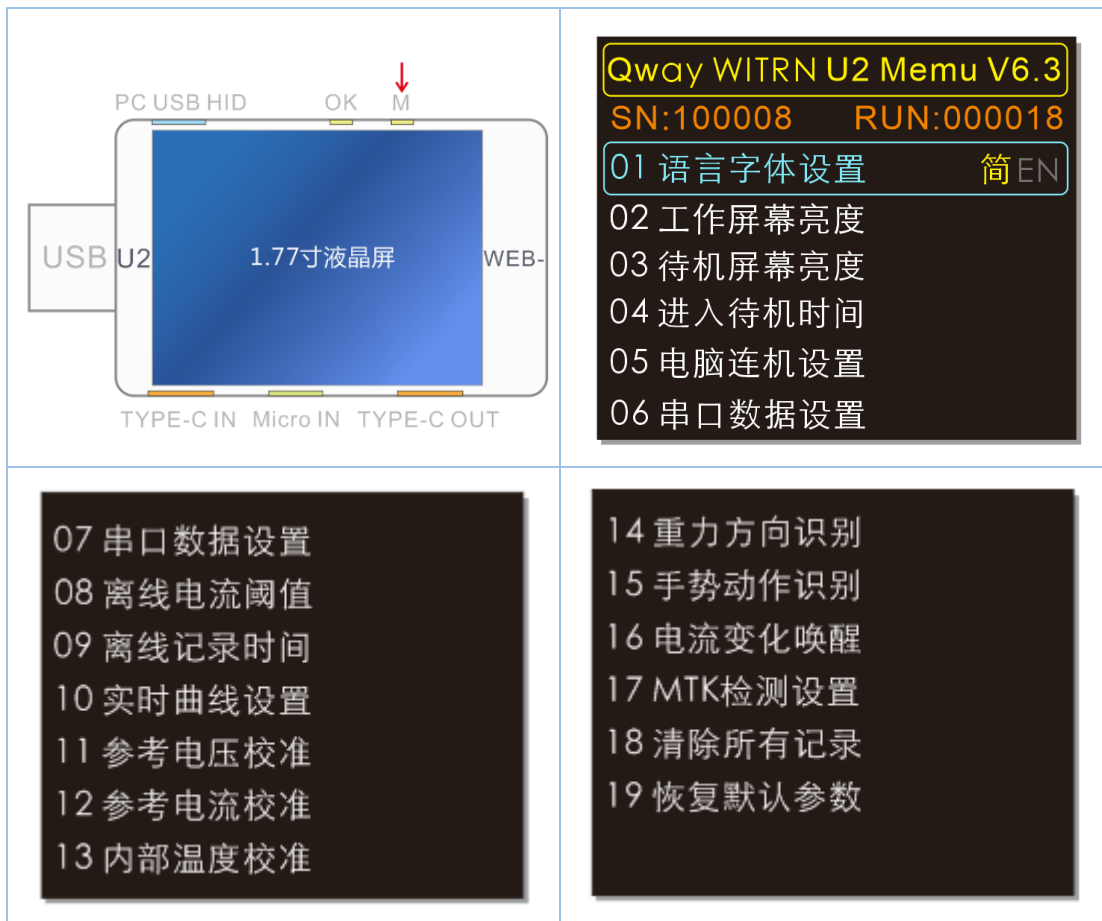 PC USB HID OK M
USB U2 1.77寸液晶屏 WEB-
TYPE-C IN Micro IN TYPE-C OUT
Qway WITRN U2 Memu V6.3
SN:100008 RUN:000018
01 语言字体设置 简EN
02 工作屏幕亮度
03 待机屏幕亮度
04 进入待机时间
05 电脑连机设置
06 串口数据设置
07 串口数据设置
08 离线电流阈值
09 离线记录时间
10 实时曲线设置
11 参考电压校准
12 参考电流校准
13 内部温度校准
14 重力方向识别
15 手势动作识别
16 电流变化唤醒
17 MTK检测设置
18 清除所有记录
19 恢复默认参数